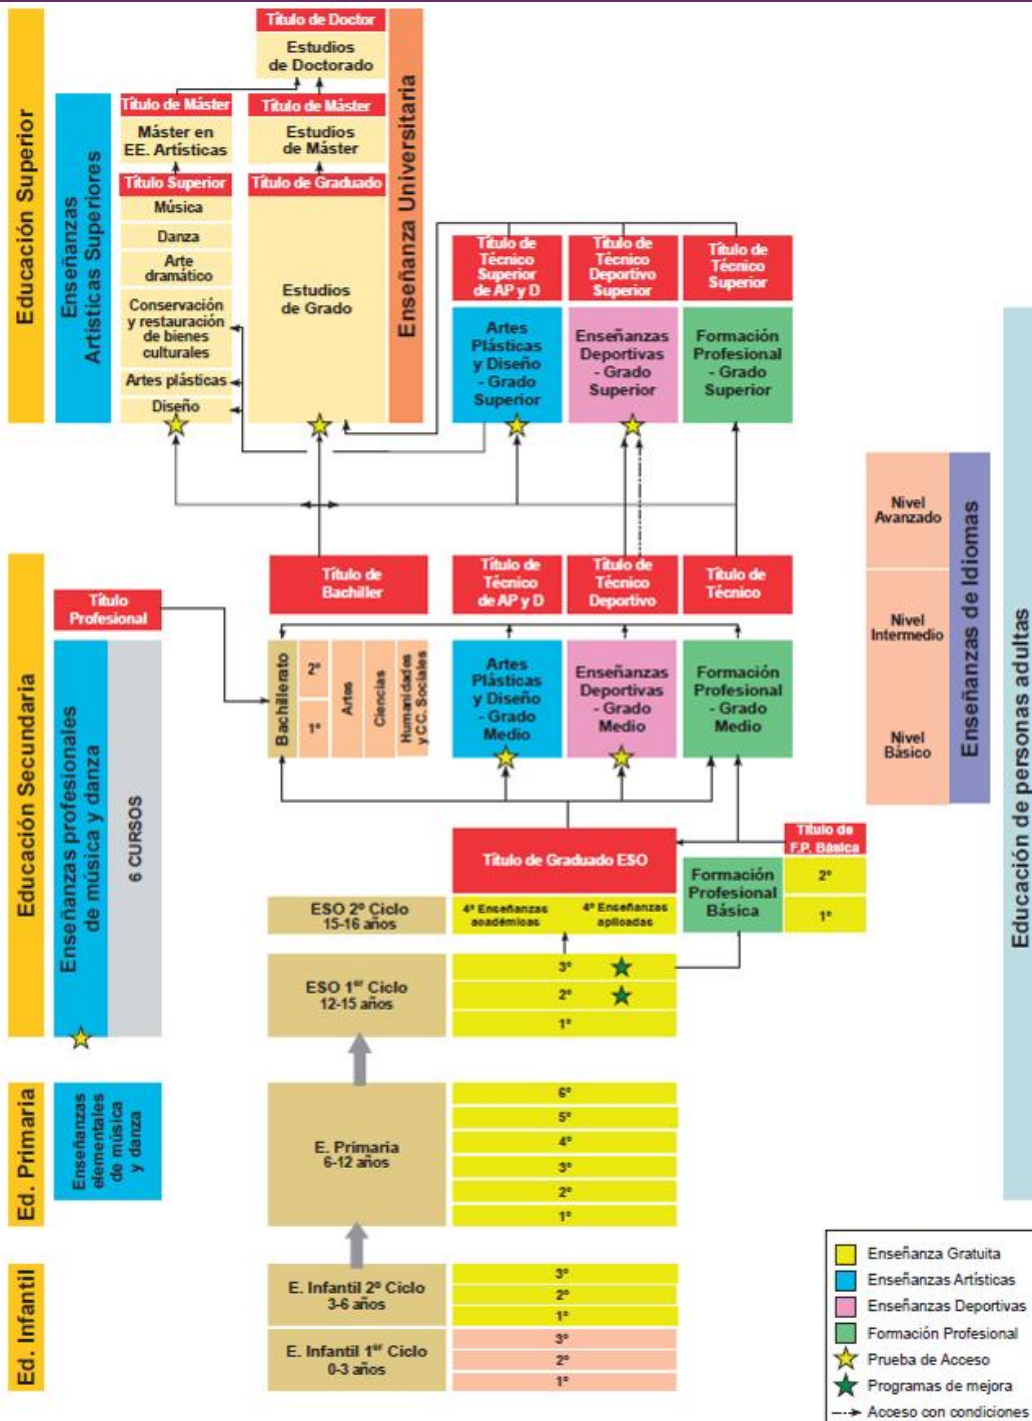 Educación Superior
Enseñanzas
Artísticas Superiores
Título de Doctor
Estudios
de Doctorado
Título de Máster
Máster en
EE. Artísticas
Título Superior
Música
Danza
Arte
dramático
Conservación
y restauración
de bienes
culturales
Artes plásticas
Diseño
Título de Máster
Estudios
de Máster
Título de Graduado
Estudios
de Grado
Enseñanza Universitaria
Título de
Técnico
Superior
de AP y D
Artes
Plásticas
y Diseño
- Grado
Superior
Título de
Técnico
Deportivo
Superior
Enseñanzas
Deportivas
- Grado
Superior
Título de
Técnico
Superior
Formación
Profesional
- Grado
Superior
Nivel
Avanzado
Nivel
Intermedio
Nivel
Básico
Enseñanzas de Idiomas
Educación de personas adultas
Educación Secundaria
Título
Profesional
Enseñanzas profesionales
de música y danza
6 CURSOS
Título de
Bachiller
Bachillerato
2º
1º
Artes
Ciencias
Humanidades
y CC. Sociales
Título de
Técnico
de AP y D
Artes
Plásticas
y Diseño
- Grado
Medio
Título de
Técnico
Deportivo
Enseñanzas
Deportivas
- Grado
Medio
Título de
Técnico
Formación
Profesional
- Grado
Medio
Título de Graduado ESO
Título de
F.P. Básica
Formación
Profesional
Básica
2º
1º
ESO 2º Ciclo
15-16 años
4º Enseñanzas
académicas
4º Enseñanzas
aplicadas
ESO 1er Ciclo
12-15 años
3º
2º
1º
Ed. Primaria
Enseñanzas
elementales
de música
y danza
E. Primaria
6-12 años
6º
5º
4º
3º
2º
1º
Ed. Infantil
E. Infantil 2º Ciclo
3-6 años
3º
2º
1º
E. Infantil 1er Ciclo
0-3 años
3º
2º
1º
Enseñanza Gratuita
Enseñanzas Artísticas
Enseñanzas Deportivas
Formación Profesional
Prueba de Acceso
Programas de mejora
Acceso con condiciones